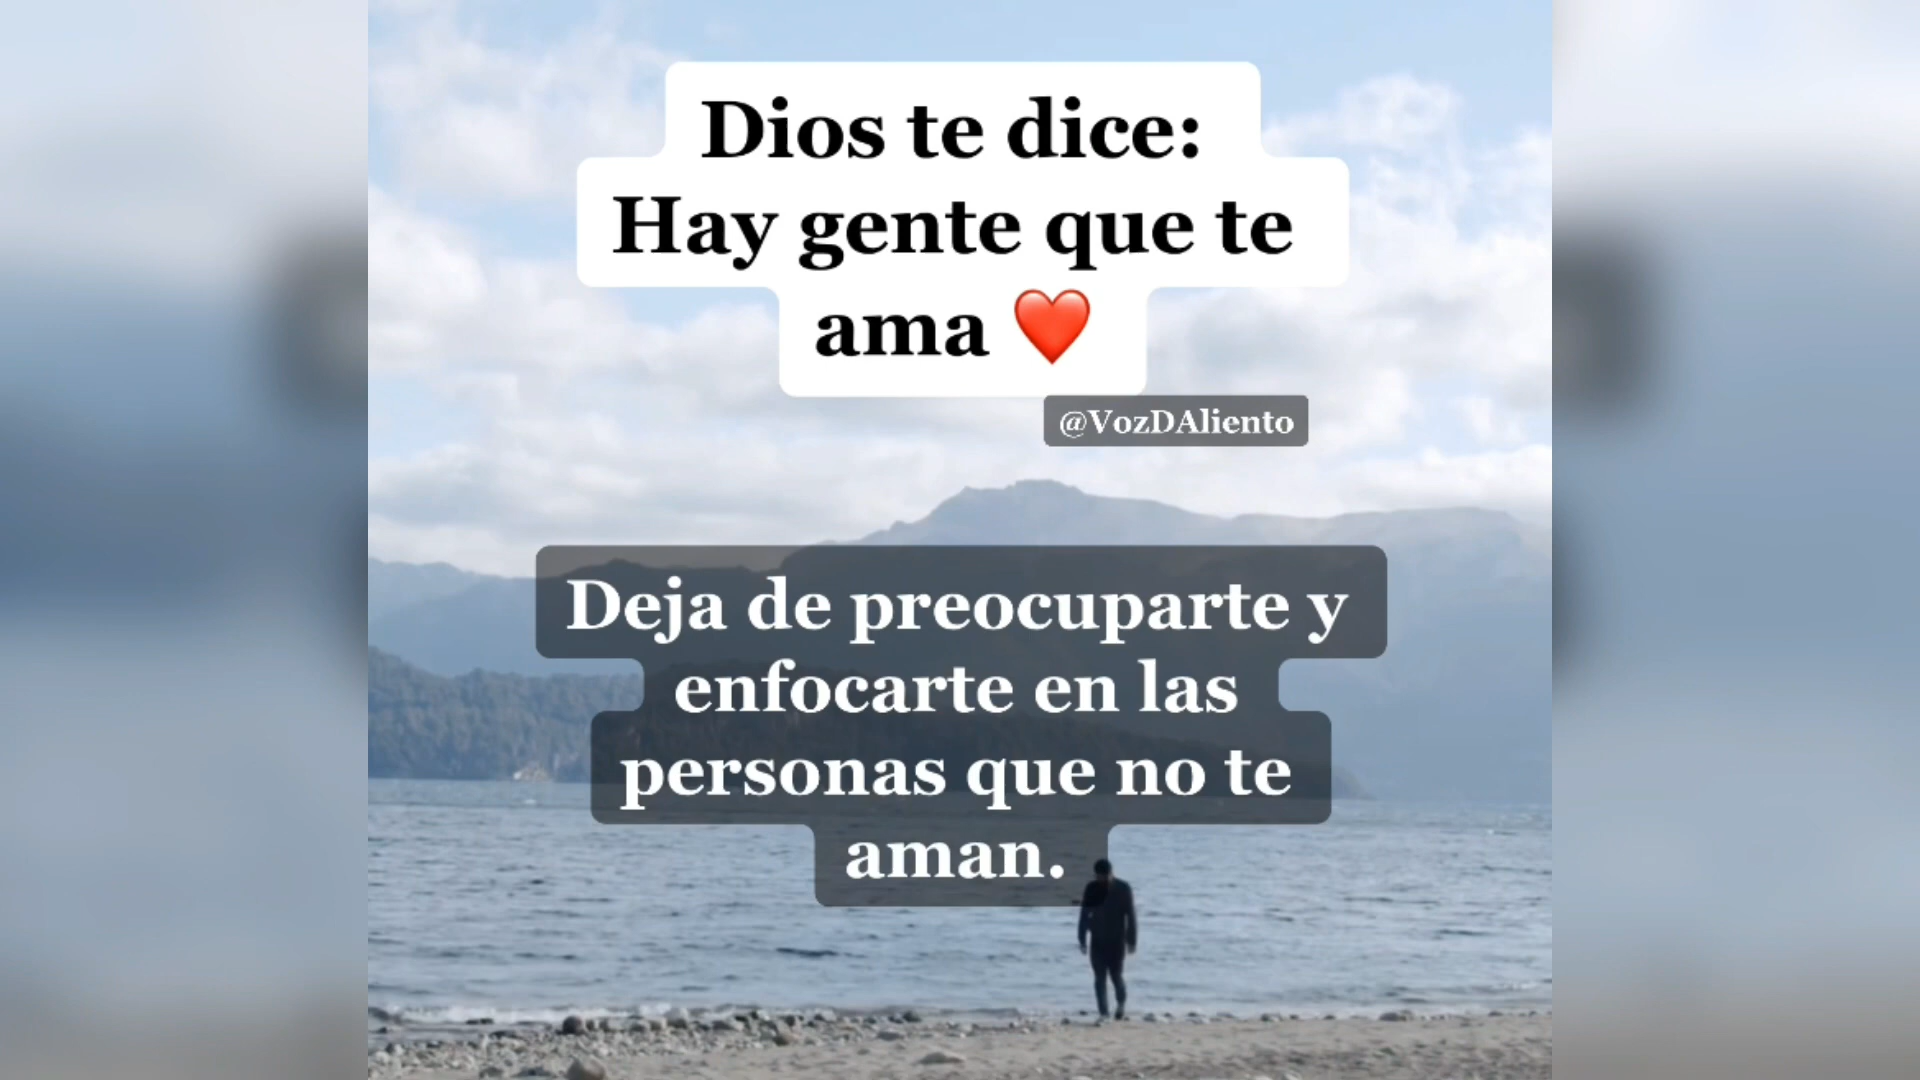 Dios te dice:
Hay gente que te
ama ❤️
@VozDAliento
Deja de preocuparte y
enfocarte en las
personas que no te
aman.